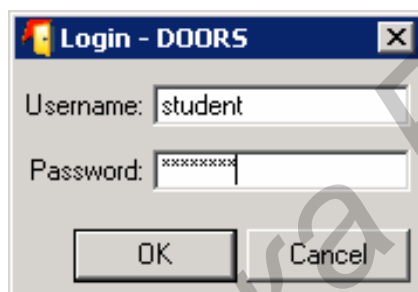 Login - DOORS
Username: student
Password: ********
OK Cancel